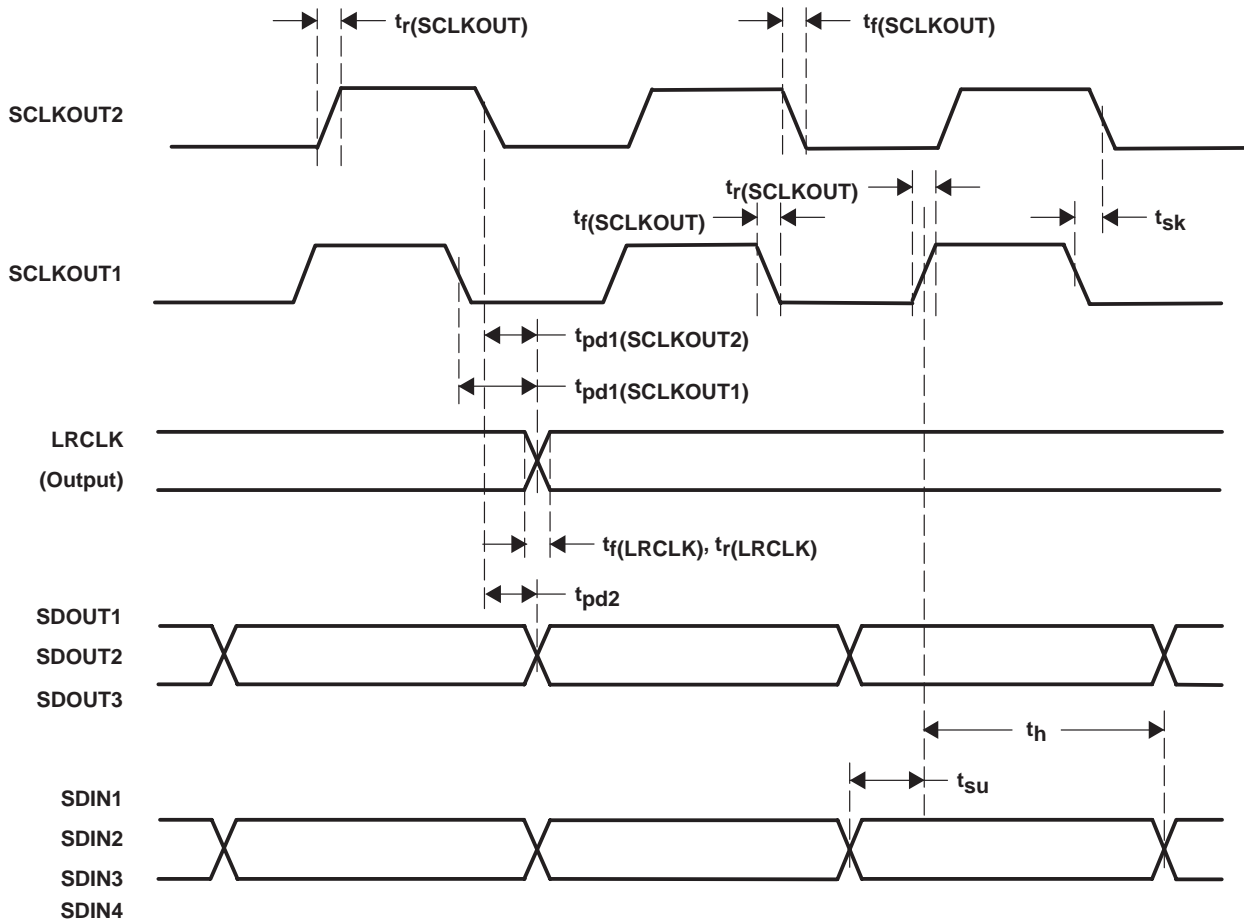 tr(SCLKOUT)
tf(SCLKOUT)
SCLKOUT2
tr(SCLKOUT)
tf(SCLKOUT)
tsk
SCLKOUT1
tpd1(SCLKOUT2)
tpd1(SCLKOUT1)
LRCLK
(Output)
tf(LRCLK), tr(LRCLK)
tpd2
SDOUT1
SDOUT2
SDOUT3
th
tsu
SDIN1
SDIN2
SDIN3
SDIN4